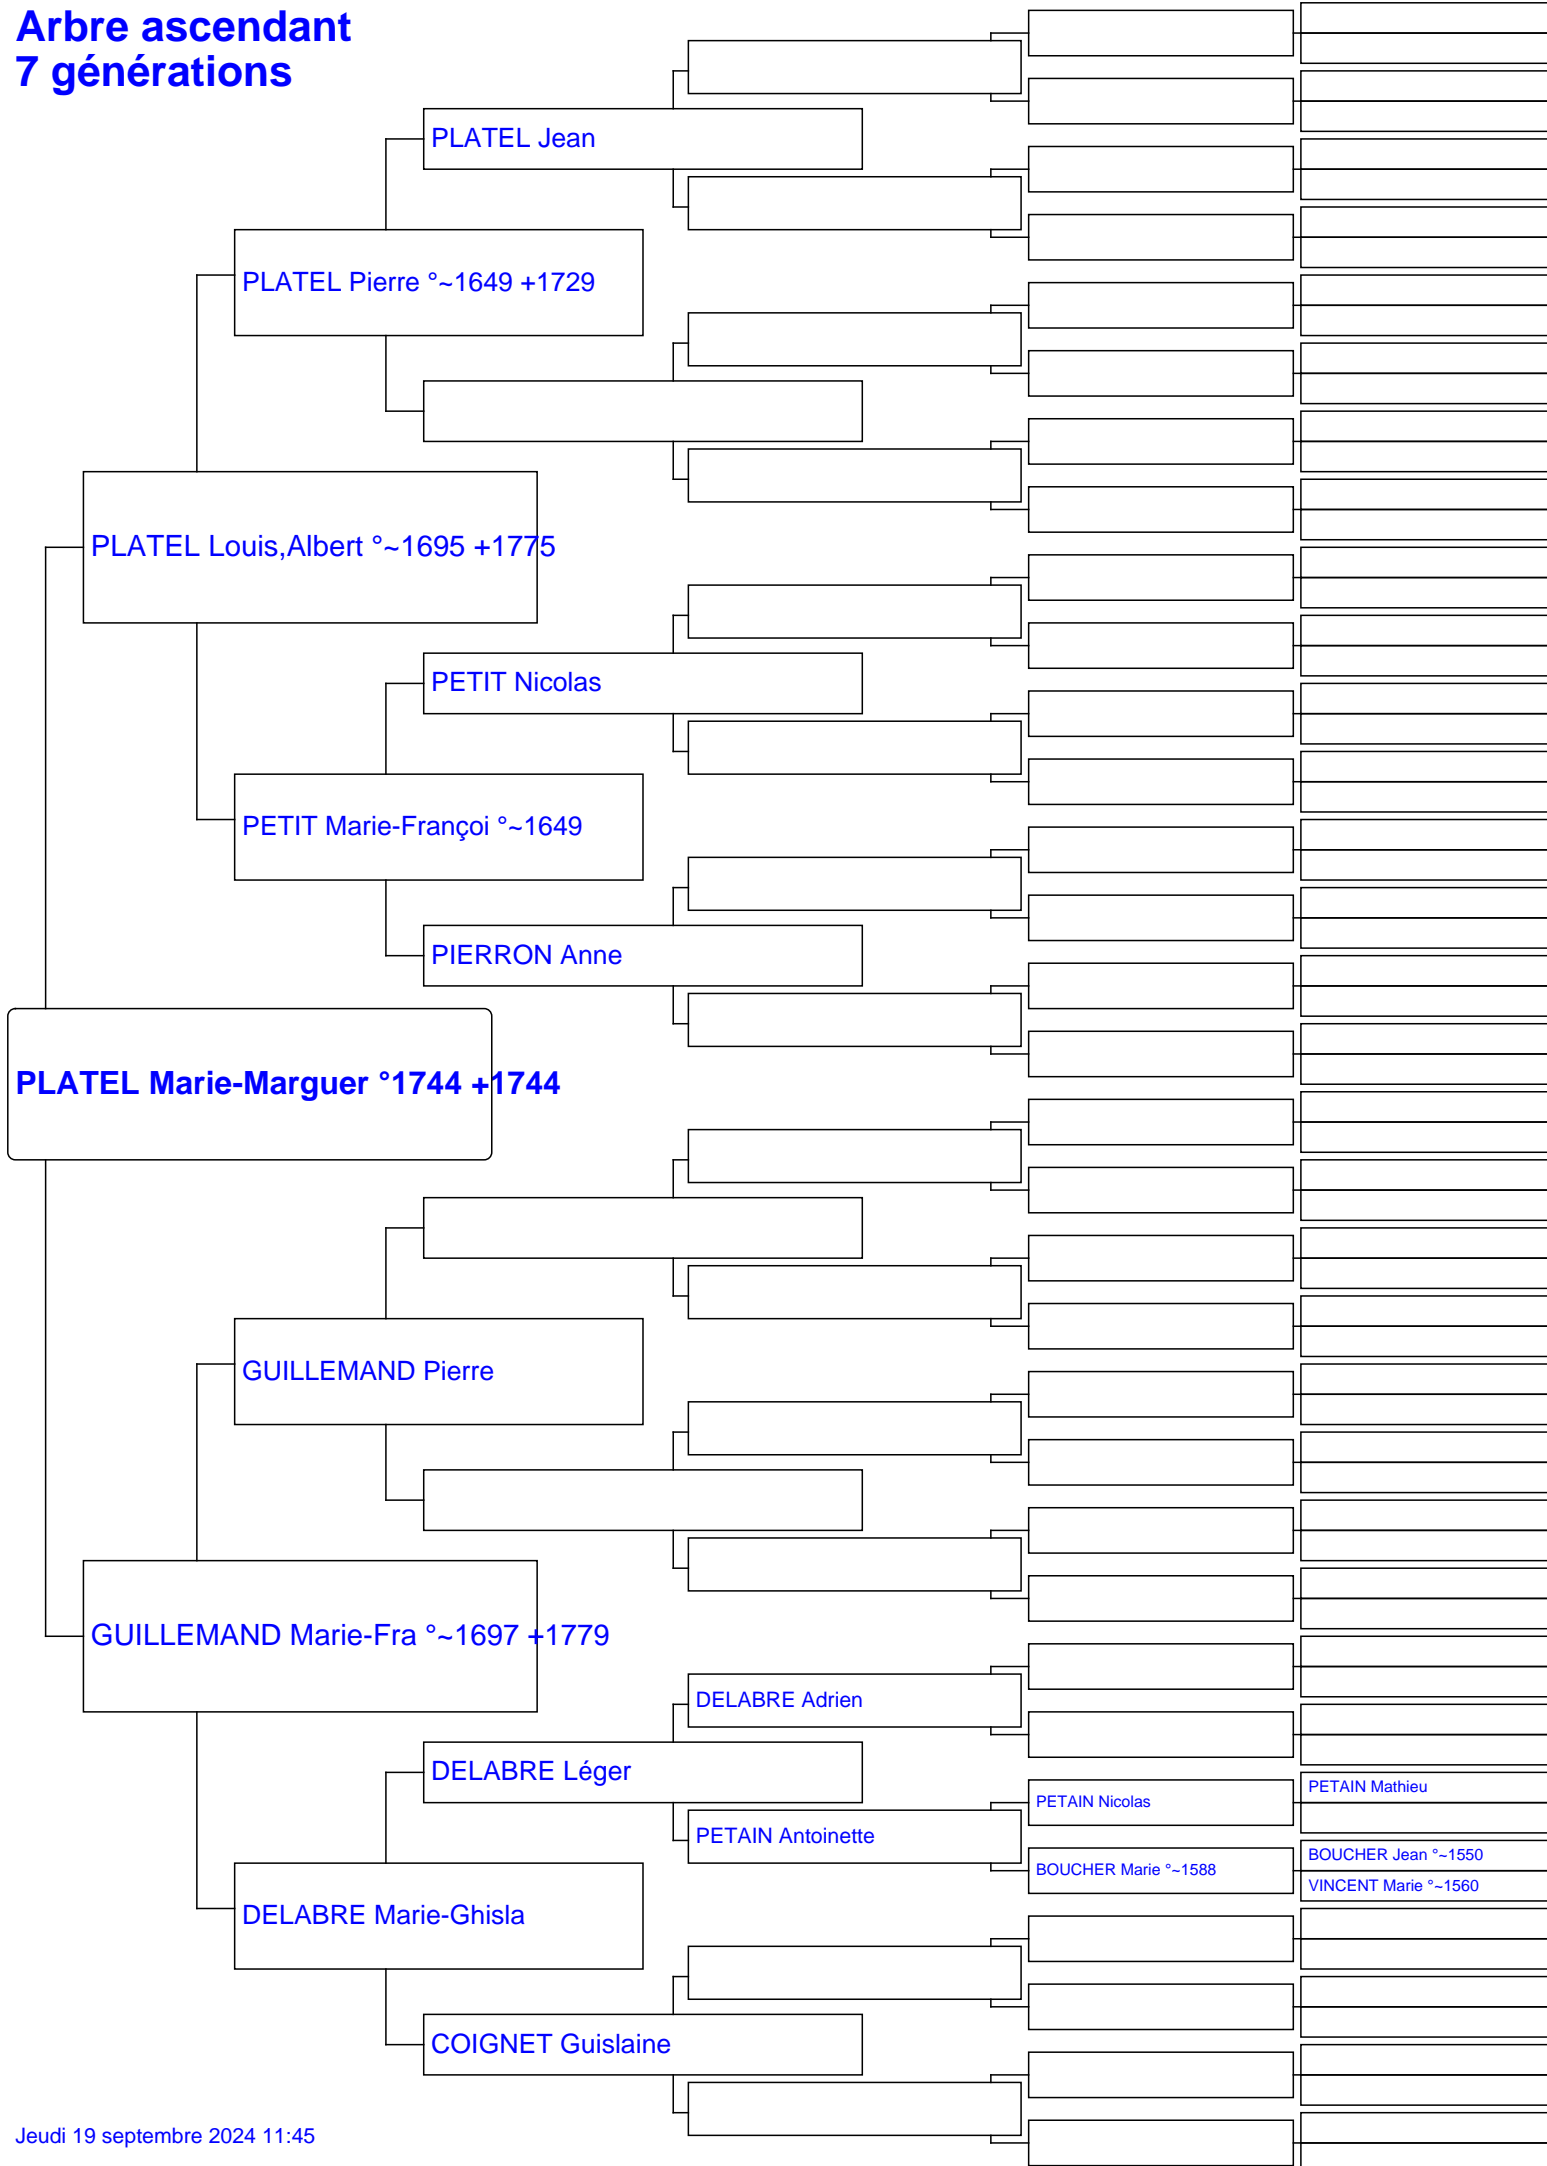 Arbre ascendant
7 générations
PLATEL Jean
PLATEL Pierre °~1649 +1729
PLATEL Louis,Albert °~1695 +1775
PETIT Nicolas
PETIT Marie-Françoi °~1649
PIERRON Anne
PLATEL Marie-Marguer °1744 +1744
GUILLEMAND Pierre
GUILLEMAND Marie-Fra °~1697 +1779
DELABRE Adrien
DELABRE Léger
PETAIN Mathieu
PETAIN Nicolas
PETAIN Antoinette
BOUCHER Jean °~1550
BOUCHER Marie °~1588
VINCENT Marie °~1560
DELABRE Marie-Ghisla
COIGNET Guislaine
Jeudi 19 septembre 2024 11:45